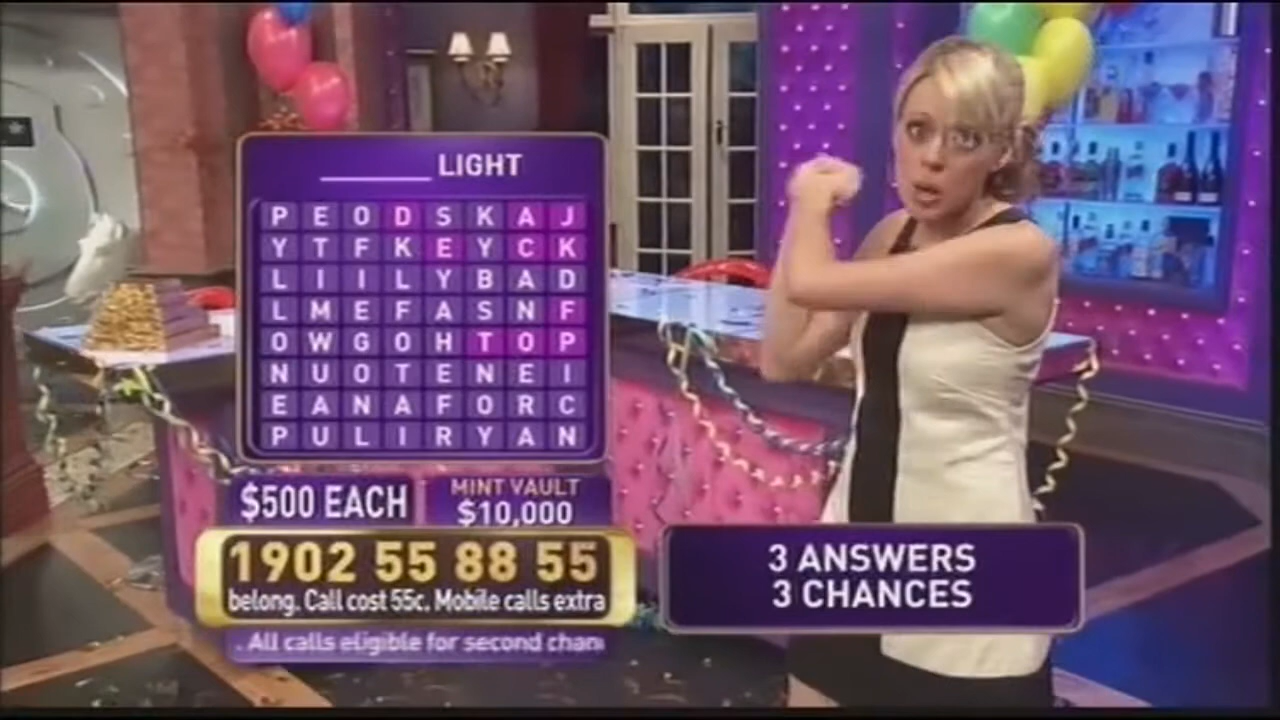 ______ LIGHT
P E O D S K A J
Y T F K E Y C K
L I I L Y B A D
L M E F A S N F
O W G O H T O P
N U O T E N E I
E A N A F O R C
P U L I R Y A N
$500 EACH
MINT VAULT
$10,000
1902 55 88 55
belong. Call cost 55c. Mobile calls extra
. All calls eligible for second chan
3 ANSWERS
3 CHANCES